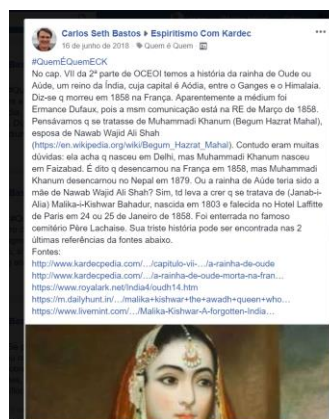 Carlos Seth Bastos ▸ Espiritismo Com Kardec
16 de junho de 2018 · Quem é Quem
#QuemÉQuemECK
No cap. VII da 2ª parte de OCEOI temos a história da rainha de Oude ou
Aúde, um reino da Índia, cuja capital é Aódia, entre o Ganges e o Himalaia.
Diz-se q morreu em 1858 na França. Aparentemente a médium foi
Ermance Dufaux, pois a msm comunicação está na RE de Março de 1858.
Pensávamos q se tratasse de Muhammadi Khanum (Begum Hazrat Mahal),
esposa de Nawab Wajid Ali Shah
(https://en.wikipedia.org/wiki/Begum_Hazrat_Mahal). Contudo eram muitas
dúvidas: ela acha q nasceu em Delhi, mas Muhammadi Khanum nasceu
em Faizabad. É dito q desencarnou na França em 1858, mas Muhammadi
Khanum desencarnou no Nepal em 1879. Ou a rainha de Aúde teria sido a
mãe de Nawab Wajid Ali Shah? Sim, td leva a crer q se tratava de (Janab-i-
Alia) Malika-i-Kishwar Bahadur, nascida em 1803 e falecida no Hotel Laffitte
de Paris em 24 ou 25 de Janeiro de 1858. Foi enterrada no famoso
cemitério Père Lachaise. Sua triste história pode ser encontrada nas 2
últimas referências da fontes abaixo.
Fontes:
http://www.kardecpedia.com/…/capitulo-vii-…/a-rainha-de-oude
http://www.kardecpedia.com/…/a-rainha-de-oude-morta-na-fran…
https://www.royalark.net/India4/oudh14.htm
https://m.dailyhunt.in/…/malika+kishwar+the+awadh+queen+who…
https://www.livemint.com/…/Malika-Kishwar-A-forgotten-India…